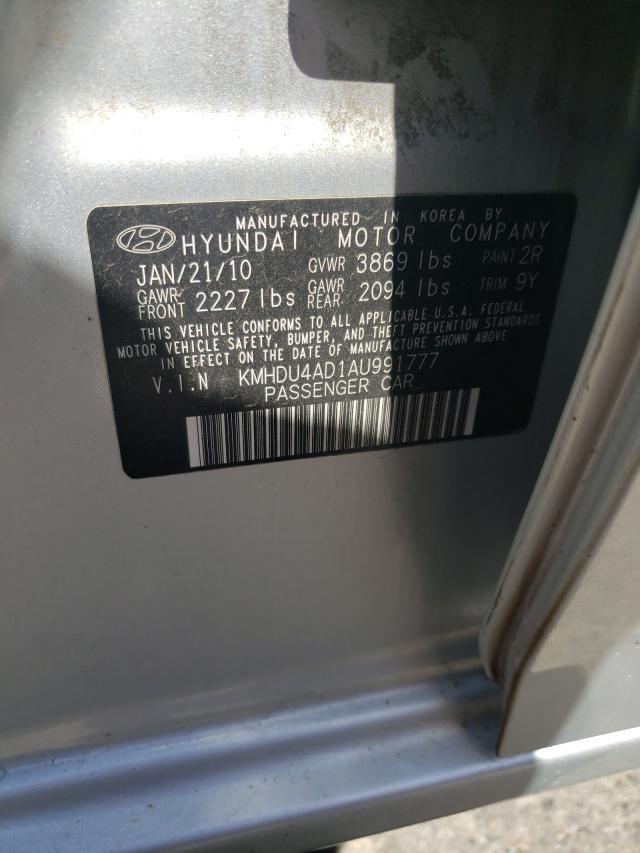 MANUFACTURED IN KOREA BY
HYUNDAI MOTOR COMPANY
JAN/21/10 GVWR 3869 lbs PAINT 2R
GAWR FRONT 2227 lbs GAWR REAR 2094 lbs TRIM 9Y
THIS VEHICLE CONFORMS TO ALL APPLICABLE U.S.A. FEDERAL
MOTOR VEHICLE SAFETY, BUMPER, AND THEFT PREVENTION STANDARDS
IN EFFECT ON THE DATE OF MANUFACTURE SHOWN ABOVE
V.I.N KMHDU4AD1AU991777
PASSENGER CAR